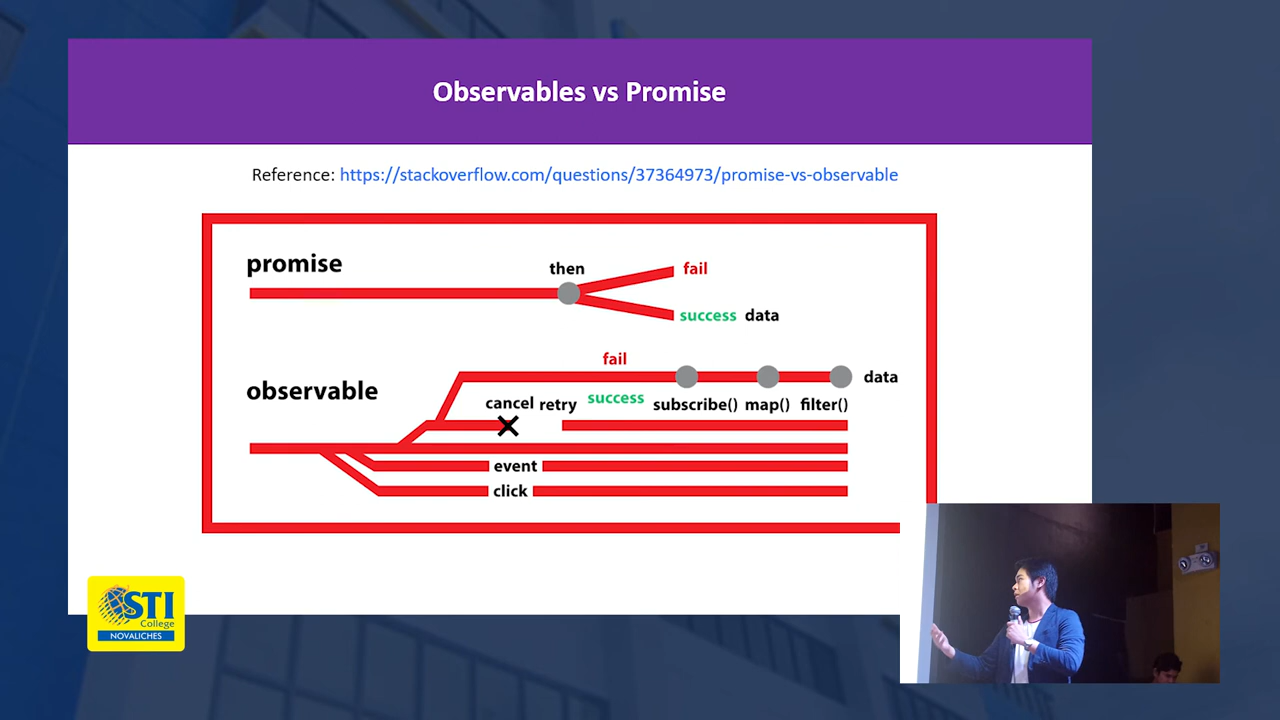 Observables vs Promise
Reference: https://stackoverflow.com/questions/37364973/promise-vs-observable
promise
then
fail
success data
fail
observable
data
cancel retry success subscribe() map() filter()
event
click
STI
College
NOVALICHES